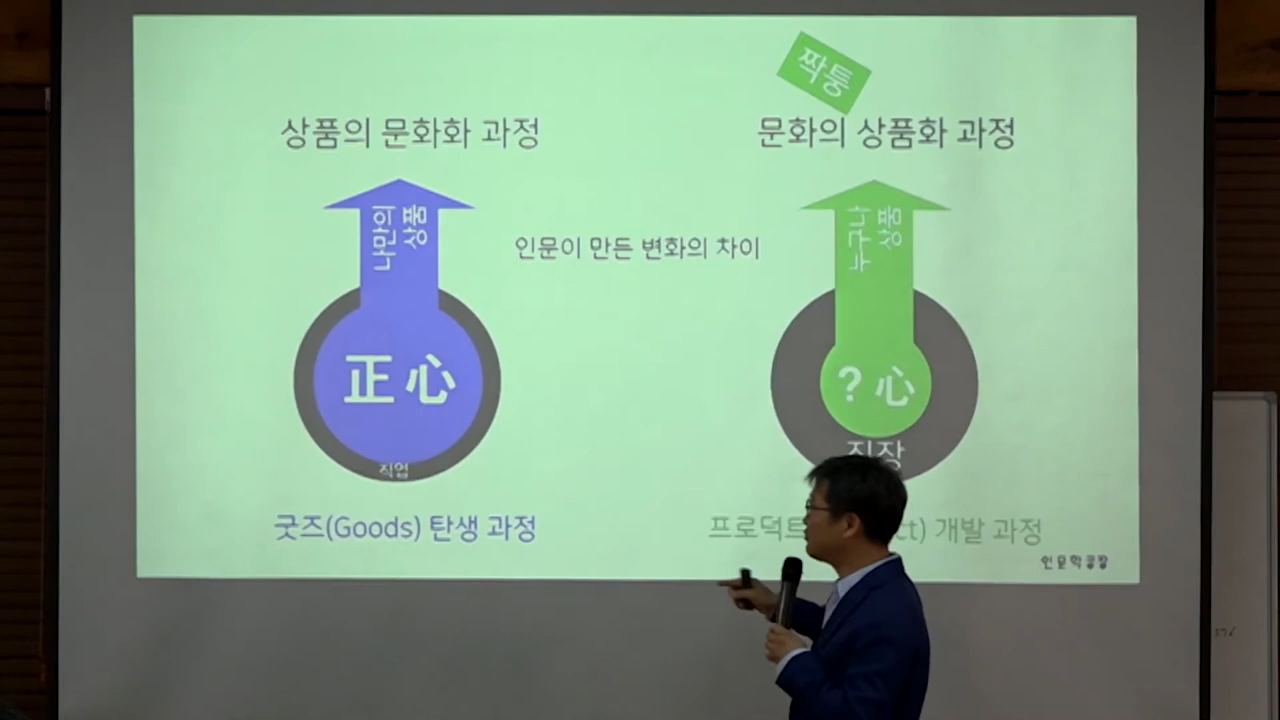 짝퉁
상품의 문화화 과정
문화의 상품화 과정
나만의
상품
누구나
상품
인문이 만든 변화의 차이
正心
?心
직업
직장
굿즈(Goods) 탄생 과정
프로덕트 ct) 개발 과정
인문학공장